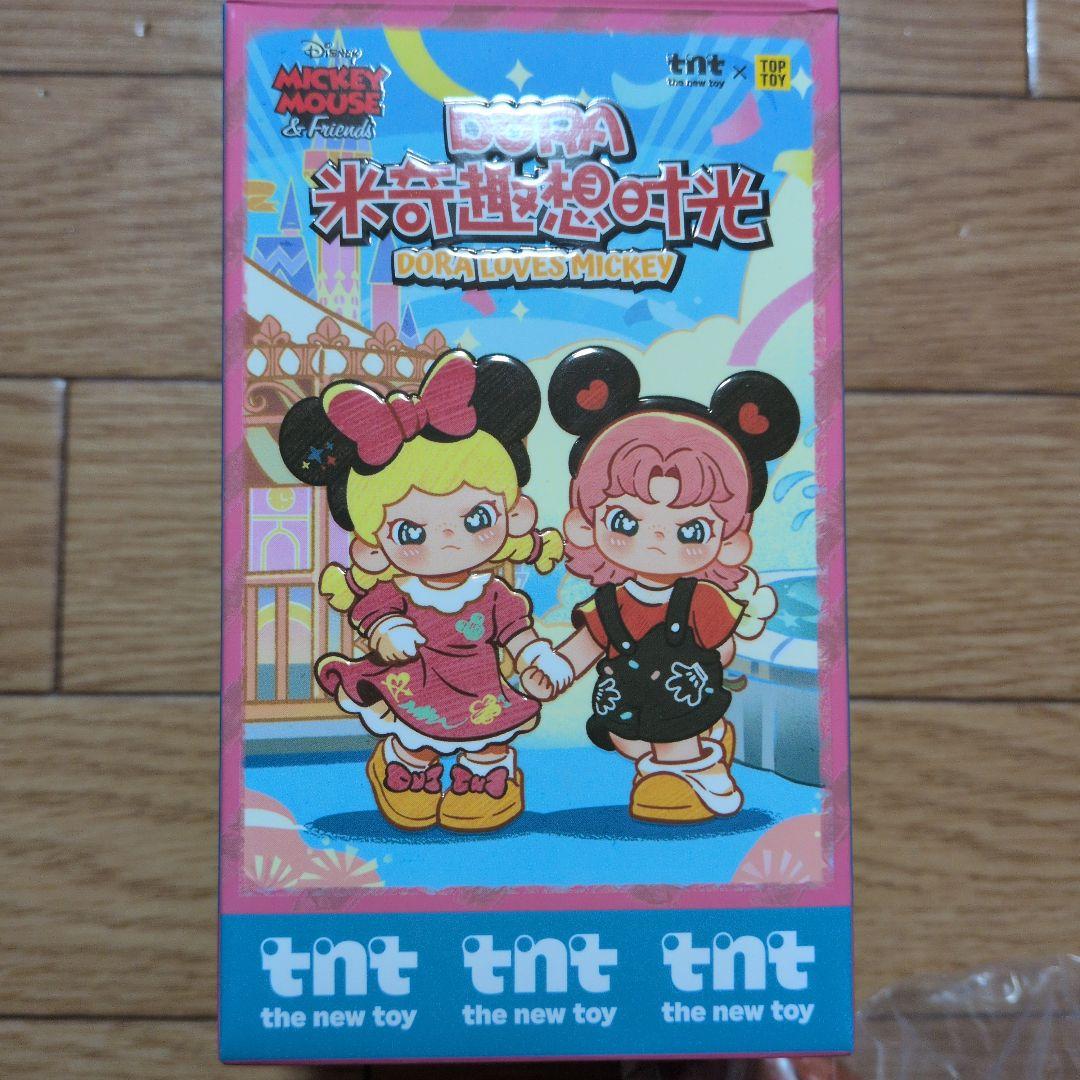 Disney
MICKEY
MOUSE
& Friends
tnt
the new toy
×
TOP
TOY
DORA
米奇趣想时光
DORA LOVES MICKEY
tnt tnt tnt
the new toy the new toy the new toy